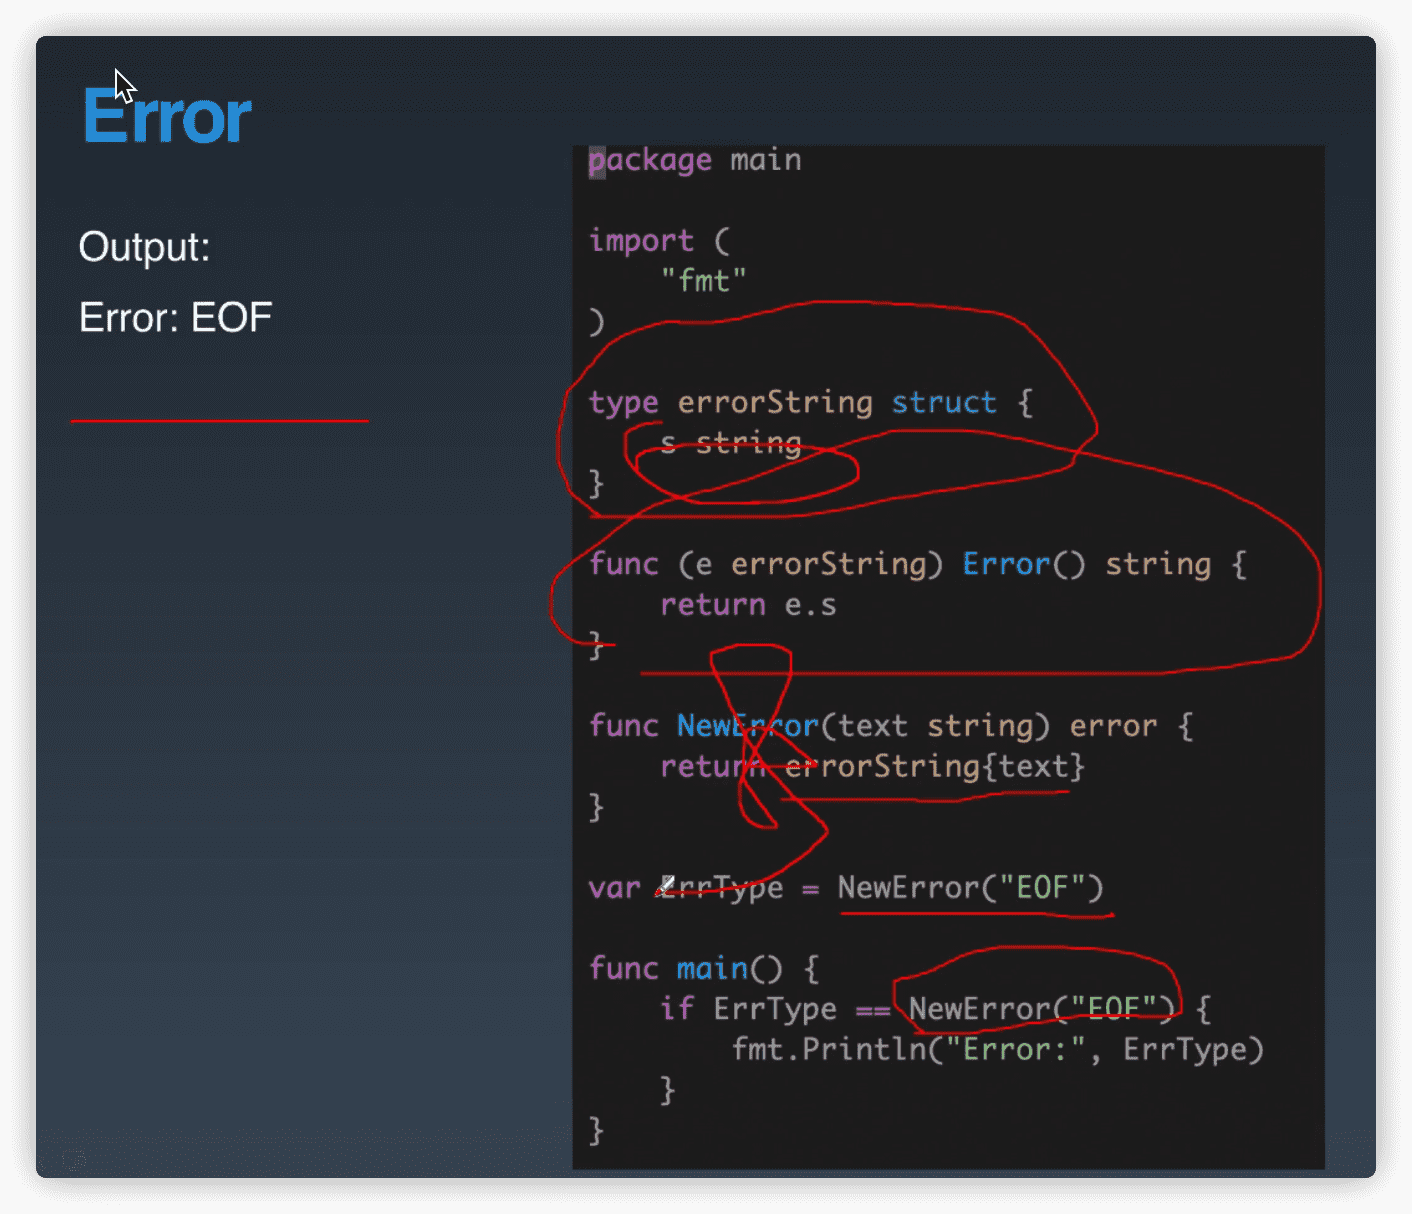 Error
Output:
Error: EOF
package main
import (
"fmt"
)
type errorString struct {
s string
}
func (e errorString) Error() string {
return e.s
}
func NewError(text string) error {
return errorString{text}
}
var ErrType = NewError("EOF")
func main() {
if ErrType == NewError("EOF") {
fmt.Println("Error:", ErrType)
}
}